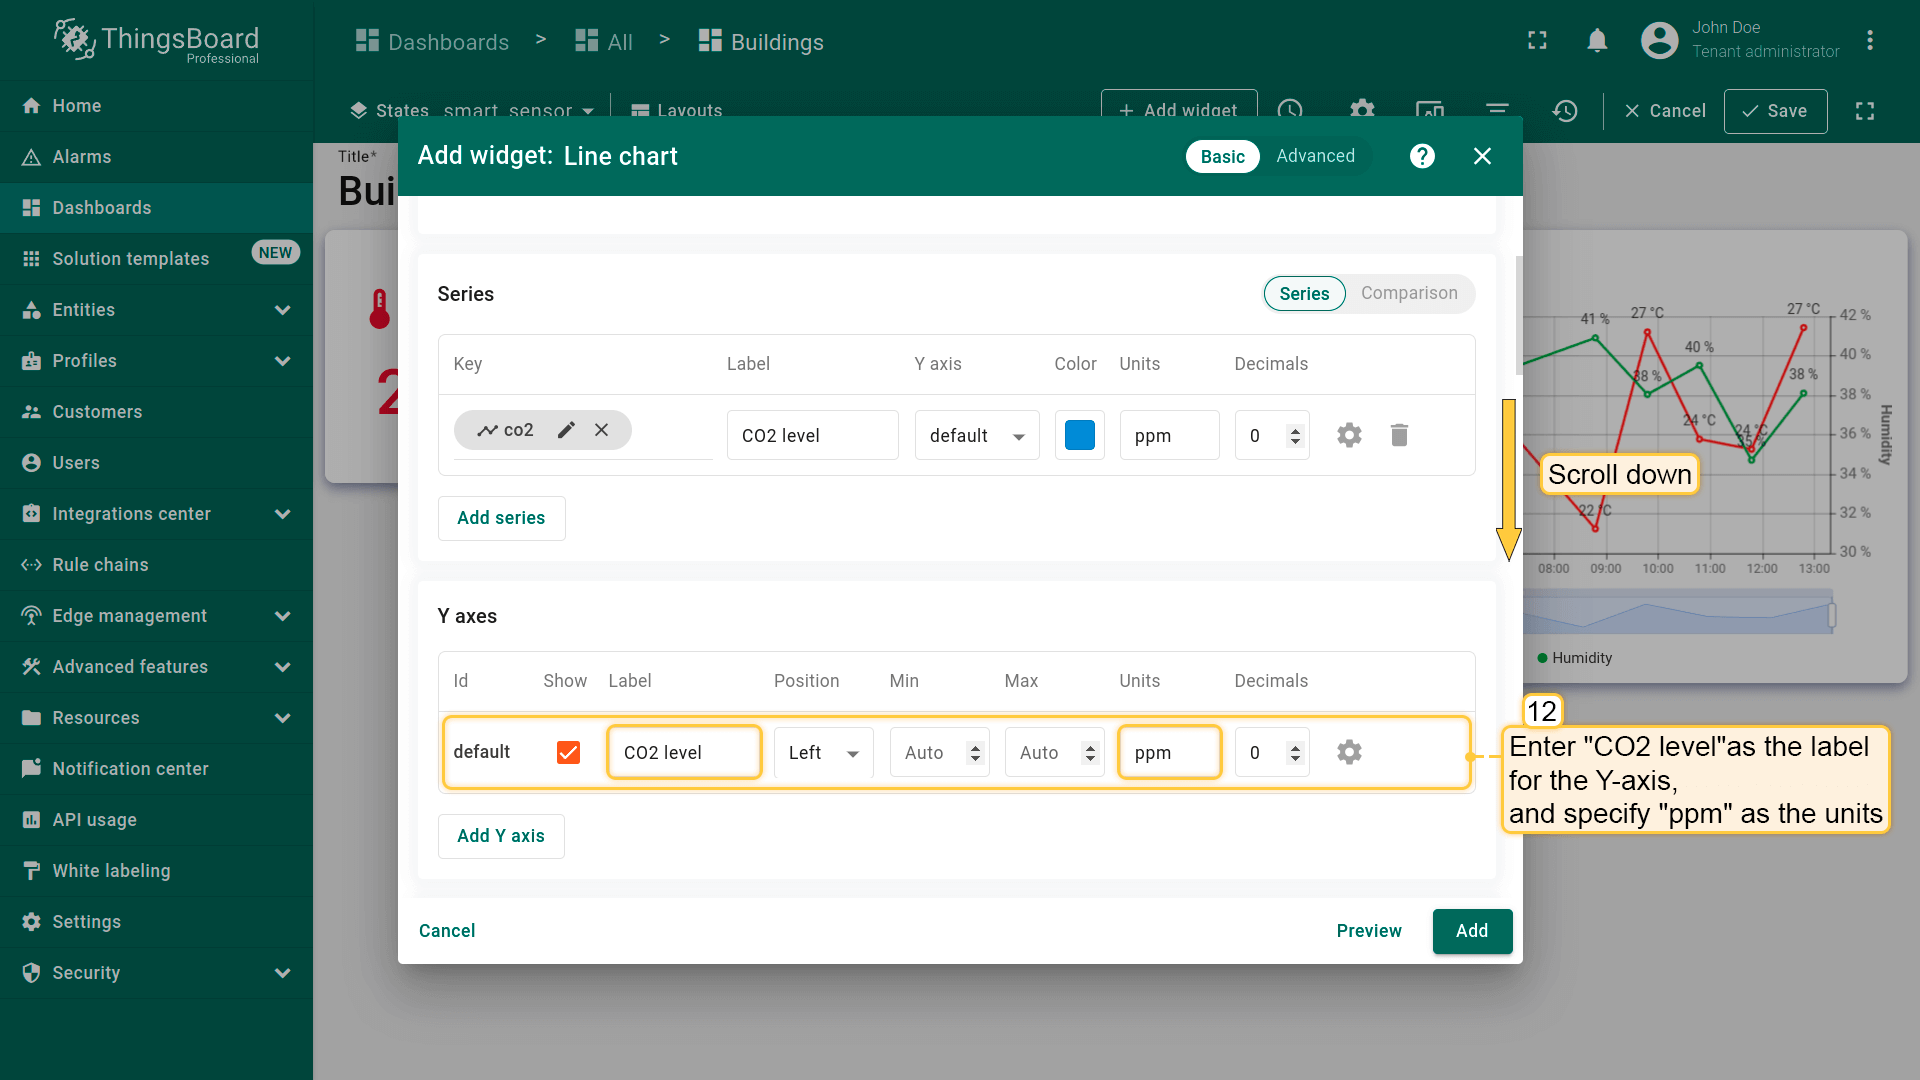 ThingsBoard
Professional
Dashboards > All > Buildings
John Doe
Tenant administrator
Home
Alarms
Dashboards
Solution templates NEW
Entities
Profiles
Customers
Users
Integrations center
Rule chains
Edge management
Advanced features
Resources
Notification center
API usage
White labeling
Settings
Security
States smart_sensor Layouts + Add widget Cancel Save
Title*
Bui
2
Add widget: Line chart Basic Advanced
Series Series Comparison
Key Label Y axis Color Units Decimals
co2 CO2 level default ppm 0
Add series
Y axes
Id Show Label Position Min Max Units Decimals
default CO2 level Left Auto Auto ppm 0
Add Y axis
Cancel Preview Add
Scroll down
12
Enter "CO2 level"as the label
for the Y-axis,
and specify "ppm" as the units
41 %
27 °C
27 °C
40 %
38 %
38 %
24 °C
24 °C
35 %
22 °C
42 %
40 %
38 %
36 %
34 %
32 %
30 %
Humidity
08:00 09:00 10:00 11:00 12:00 13:00
Humidity